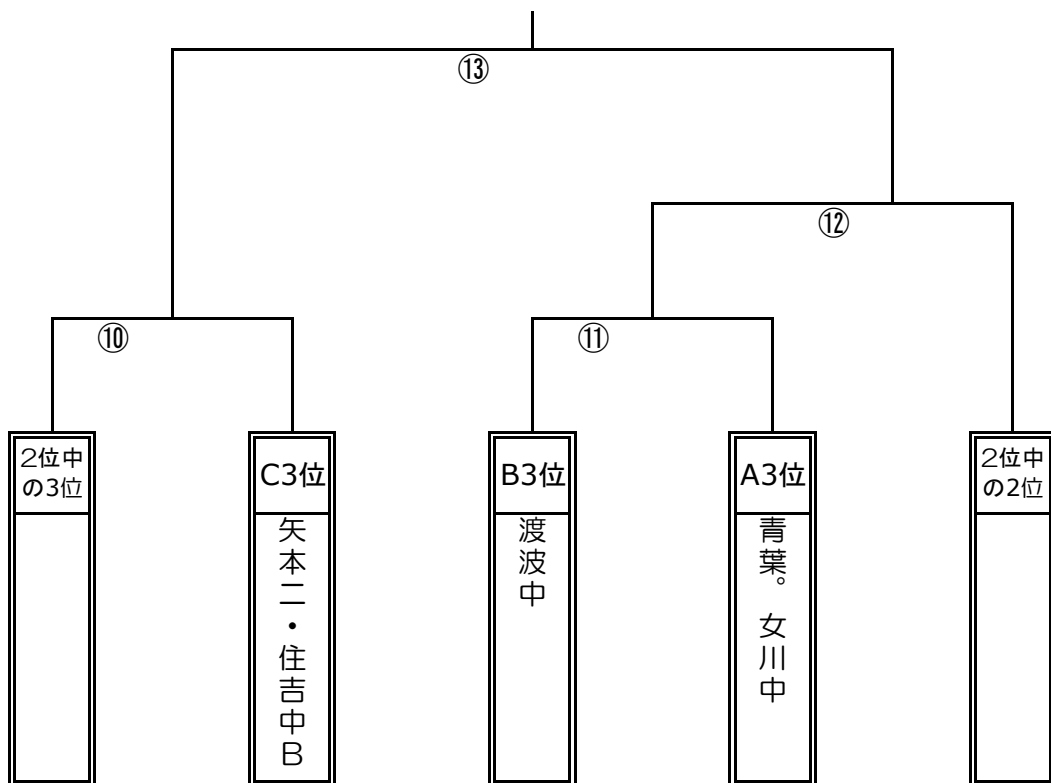 ⑬
⑫
⑩
⑪
2位中
の3位
C3位
矢本二・住吉中B
B3位
渡波中
A3位
青葉。女川中
2位中
の2位